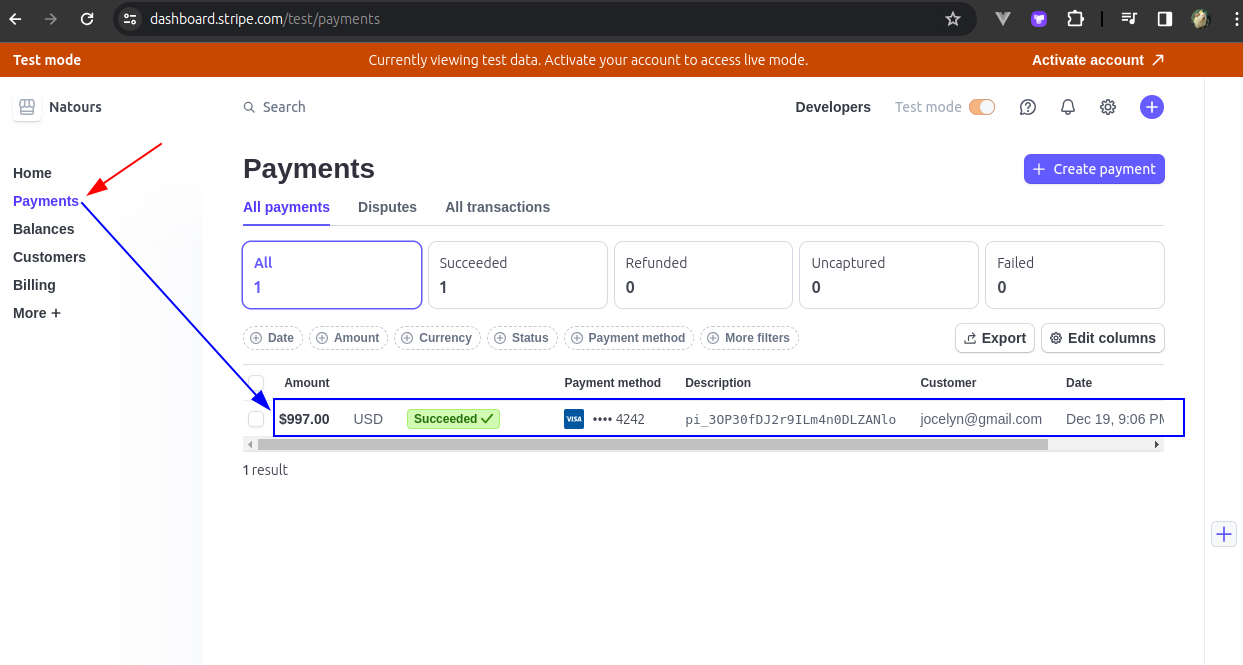 dashboard.stripe.com/test/payments
Test mode Currently viewing test data. Activate your account to access live mode. Activate account
Natours Search Developers Test mode
Home
Payments
Balances
Customers
Billing
More +
Payments
Create payment
All payments Disputes All transactions
All Succeeded Refunded Uncaptured Failed
1 1 0 0 0
Date Amount Currency Status Payment method More filters Export Edit columns
Amount Payment method Description Customer Date
$997.00 USD Succeeded VISA •••• 4242 pi_3OP30fDJ2r9ILm4n0DLZANlo jocelyn@gmail.com Dec 19, 9:06 PM
1 result